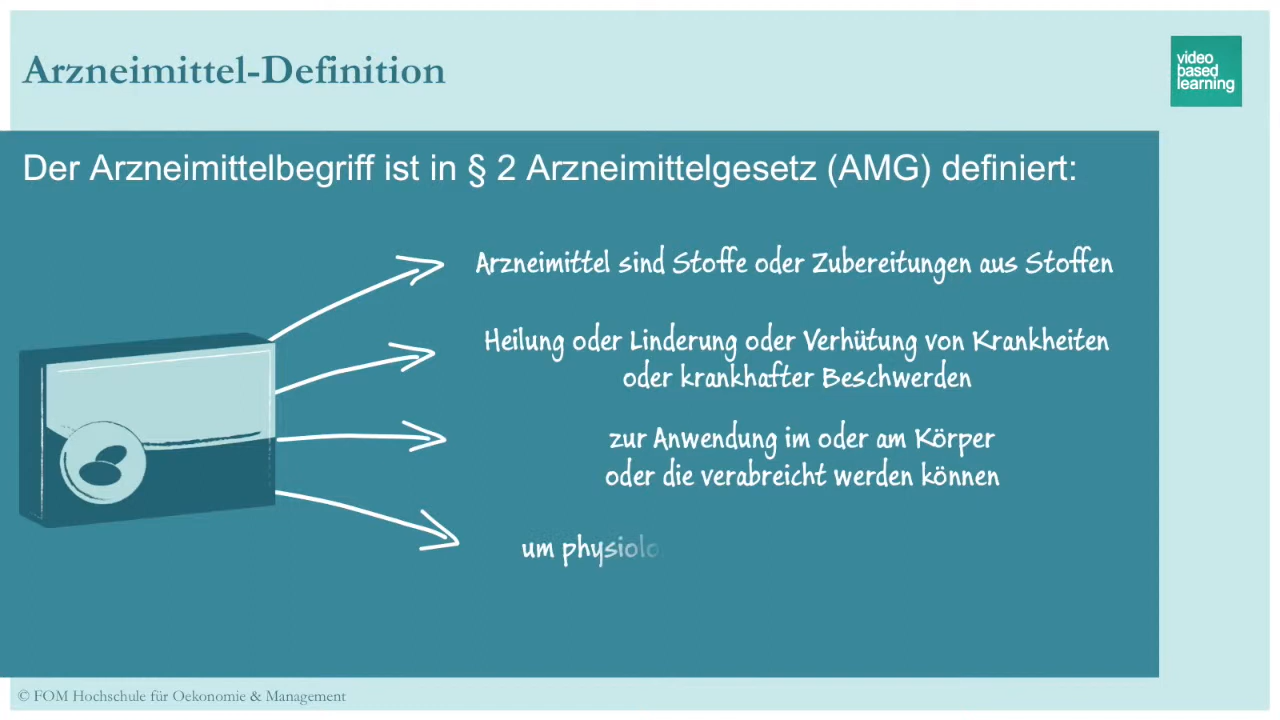 Arzneimittel-Definition
video
based
learning
Der Arzneimittelbegriff ist in § 2 Arzneimittelgesetz (AMG) definiert:
Arzneimittel sind Stoffe oder Zubereitungen aus Stoffen
Heilung oder Linderung oder Verhütung von Krankheiten
oder krankhafter Beschwerden
zur Anwendung im oder am Körper
oder die verabreicht werden können
um physiolo
© FOM Hochschule für Oekonomie & Management